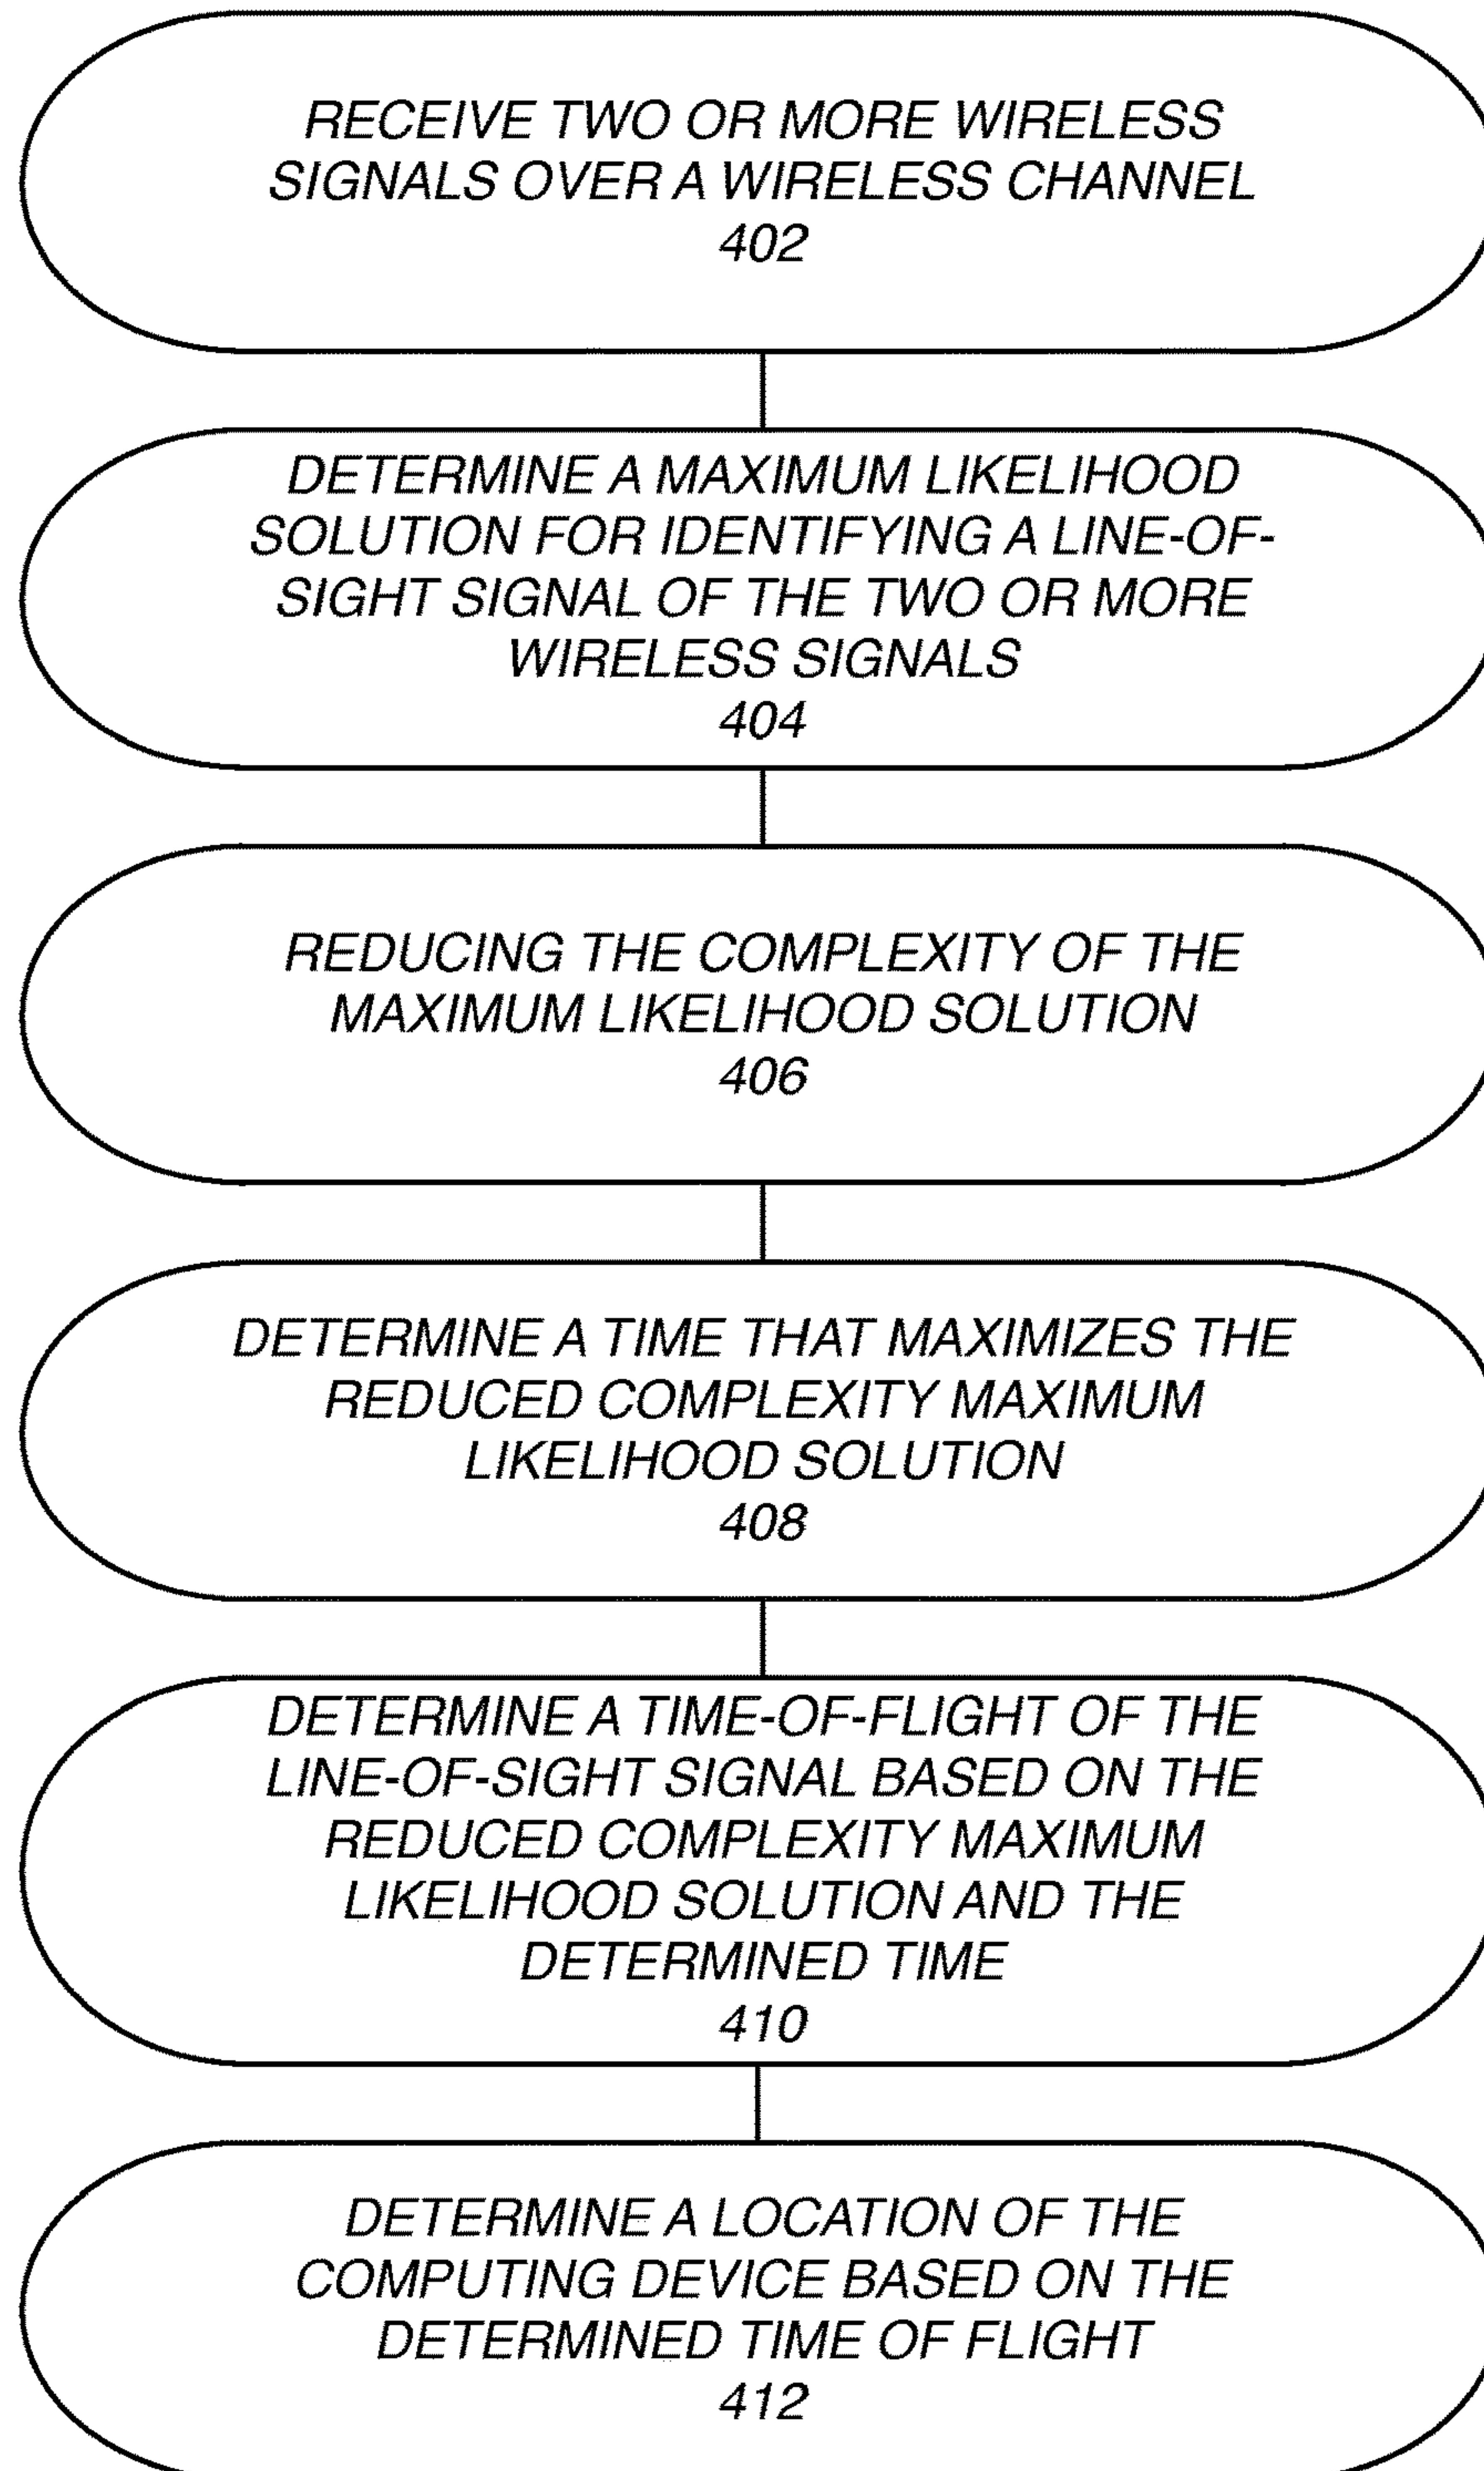 RECEIVE TWO OR MORE WIRELESS
SIGNALS OVER A WIRELESS CHANNEL
402
DETERMINE A MAXIMUM LIKELIHOOD
SOLUTION FOR IDENTIFYING A LINE-OF-
SIGHT SIGNAL OF THE TWO OR MORE
WIRELESS SIGNALS
404
REDUCING THE COMPLEXITY OF THE
MAXIMUM LIKELIHOOD SOLUTION
406
DETERMINE A TIME THAT MAXIMIZES THE
REDUCED COMPLEXITY MAXIMUM
LIKELIHOOD SOLUTION
408
DETERMINE A TIME-OF-FLIGHT OF THE
LINE-OF-SIGHT SIGNAL BASED ON THE
REDUCED COMPLEXITY MAXIMUM
LIKELIHOOD SOLUTION AND THE
DETERMINED TIME
410
DETERMINE A LOCATION OF THE
COMPUTING DEVICE BASED ON THE
DETERMINED TIME OF FLIGHT
412